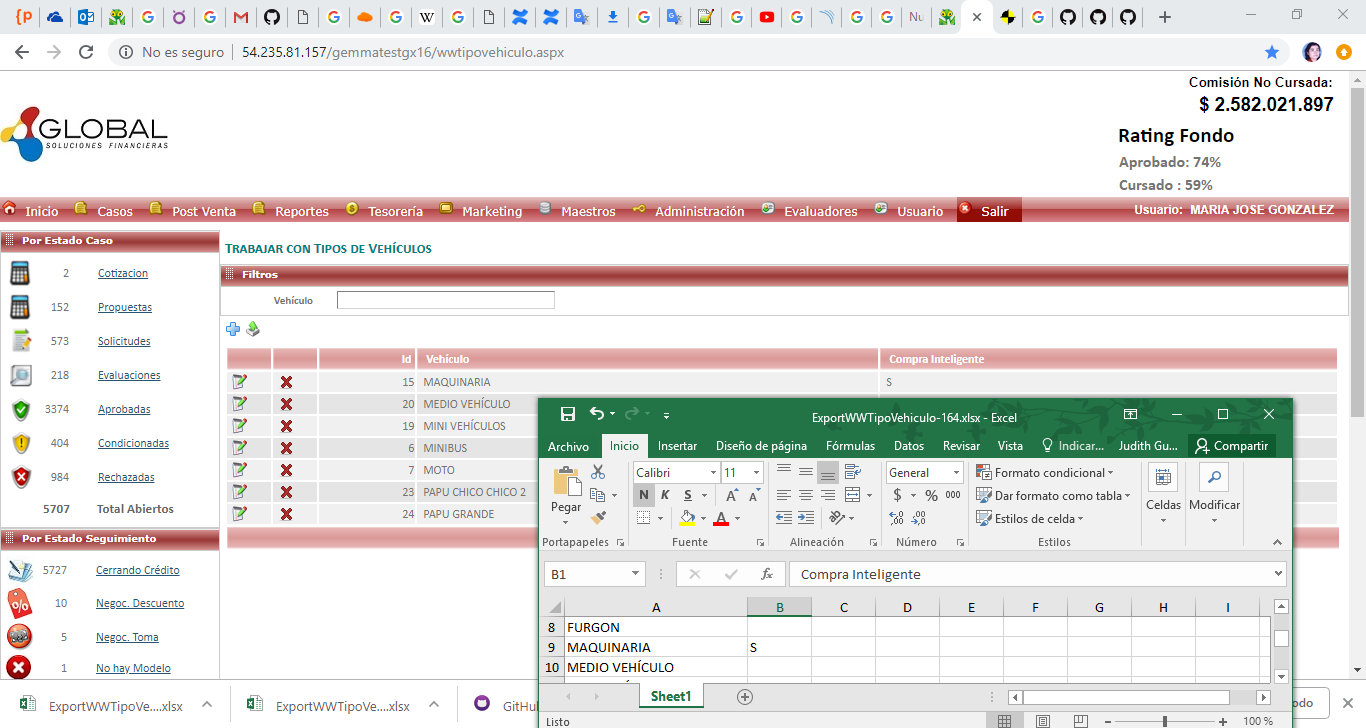 No es seguro 54.235.81.157/gemmatestgx16/wwtipovehiculo.aspx
Comisión No Cursada:
$ 2.582.021.897
GLOBAL
SOLUCIONES FINANCIERAS
Rating Fondo
Aprobado: 74%
Cursado : 59%
Inicio Casos Post Venta Reportes Tesorería Marketing Maestros Administración Evaluadores Usuario Salir Usuario: MARIA JOSE GONZALEZ
Por Estado Caso
2 Cotizacion
152 Propuestas
573 Solicitudes
218 Evaluaciones
3374 Aprobadas
404 Condicionadas
984 Rechazadas
5707 Total Abiertos
Por Estado Seguimiento
5727 Cerrando Crédito
10 Negoc. Descuento
5 Negoc. Toma
1 No hay Modelo
TRABAJAR CON TIPOS DE VEHÍCULOS
Filtros
Vehículo
Id Vehículo Compra Inteligente
15 MAQUINARIA S
20 MEDIO VEHÍCULO
19 MINI VEHÍCULOS
6 MINIBUS
7 MOTO
23 PAPU CHICO CHICO 2
24 PAPU GRANDE
ExportWWTipoVehiculo-164.xlsx - Excel
Archivo Inicio Insertar Diseño de página Fórmulas Datos Revisar Vista Indicar... Judith Gu... Compartir
Calibri 11 General Formato condicional
N K S $ % 000 Dar formato como tabla
Pegar Estilos de celda Celdas Modificar
Portapapeles Fuente Alineación Número Estilos
B1 fx Compra Inteligente
A B C D E F G H I
8 FURGON
9 MAQUINARIA S
10 MEDIO VEHÍCULO
Sheet1
Listo 100 %
ExportWWTipoVe....xlsx ExportWWTipoVe....xlsx